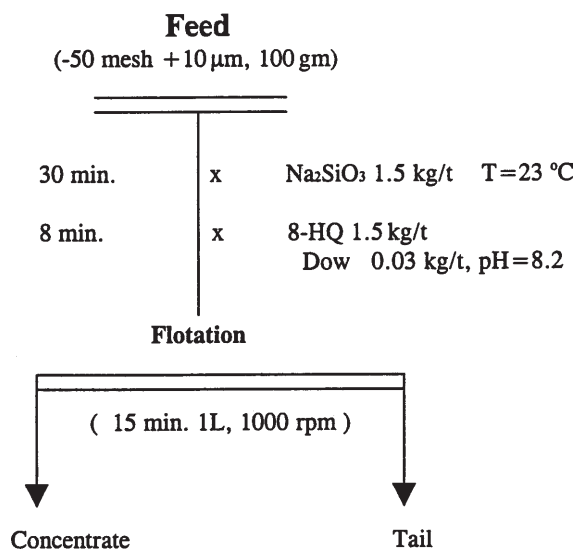 Feed
(-50 mesh +10 μm, 100 gm)
30 min. x Na₂SiO₃ 1.5 kg/t T=23 °C
8 min. x 8-HQ 1.5 kg/t
Dow 0.03 kg/t, pH=8.2
Flotation
( 15 min. 1L, 1000 rpm )
Concentrate Tail